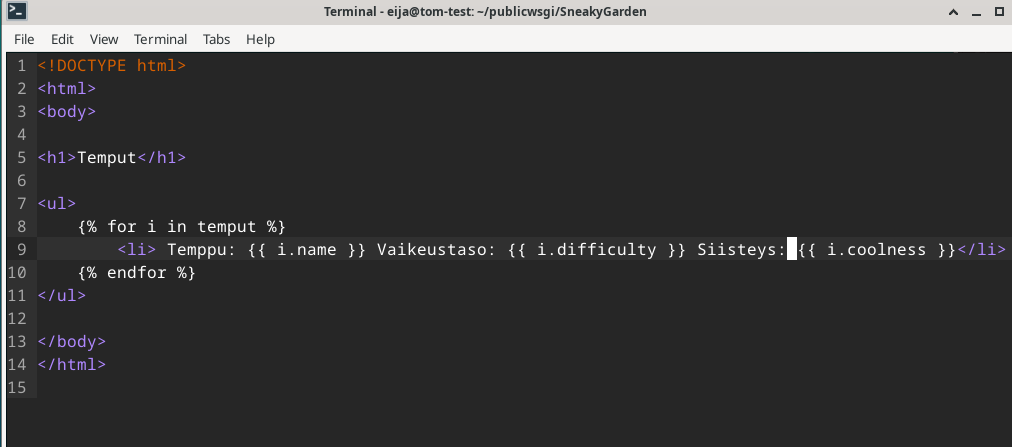 Terminal - eija@tom-test: ~/publicwsgi/SneakyGarden
File Edit View Terminal Tabs Help
1 <!DOCTYPE html>
2 <html>
3 <body>
4
5 <h1>Temput</h1>
6
7 <ul>
8     {% for i in temput %}
9         <li> Temppu: {{ i.name }} Vaikeustaso: {{ i.difficulty }} Siisteys: {{ i.coolness }}</li>
10     {% endfor %}
11 </ul>
12
13 </body>
14 </html>
15